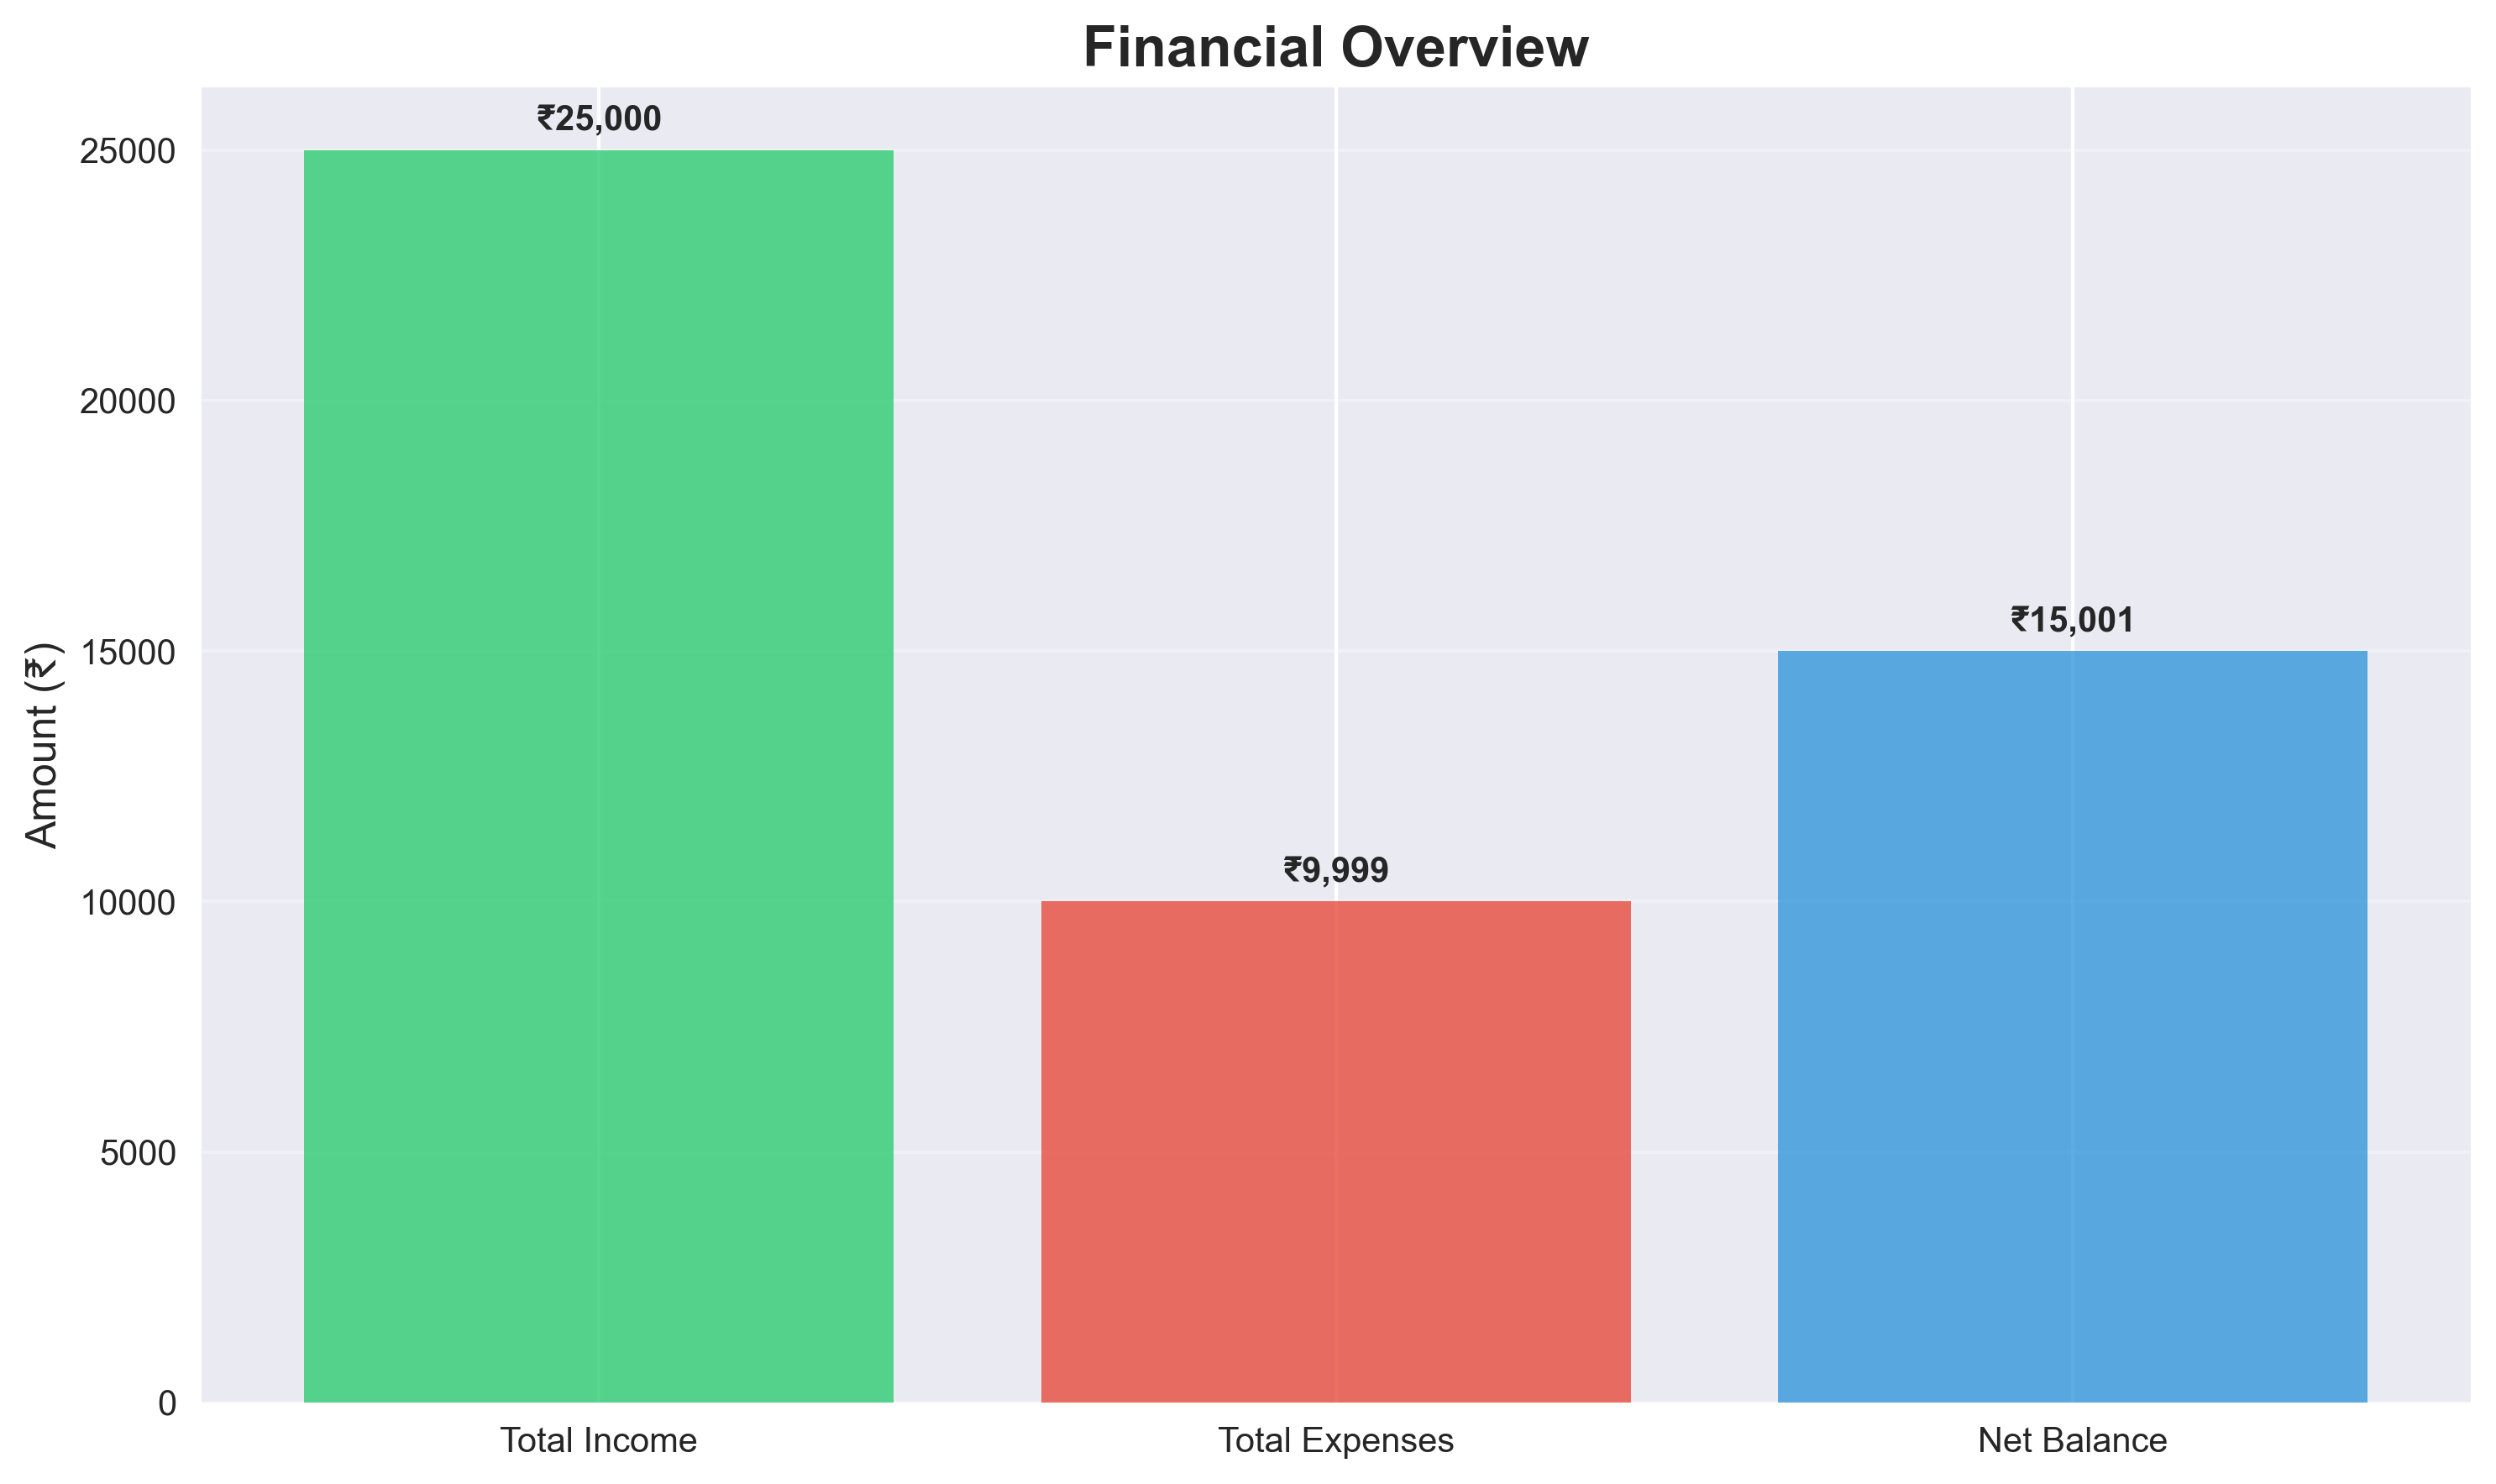 Financial Overview
₹25,000
25000
20000
₹15,001
15000
Amount (₹)
₹9,999
10000
5000
0
Total Income
Total Expenses
Net Balance